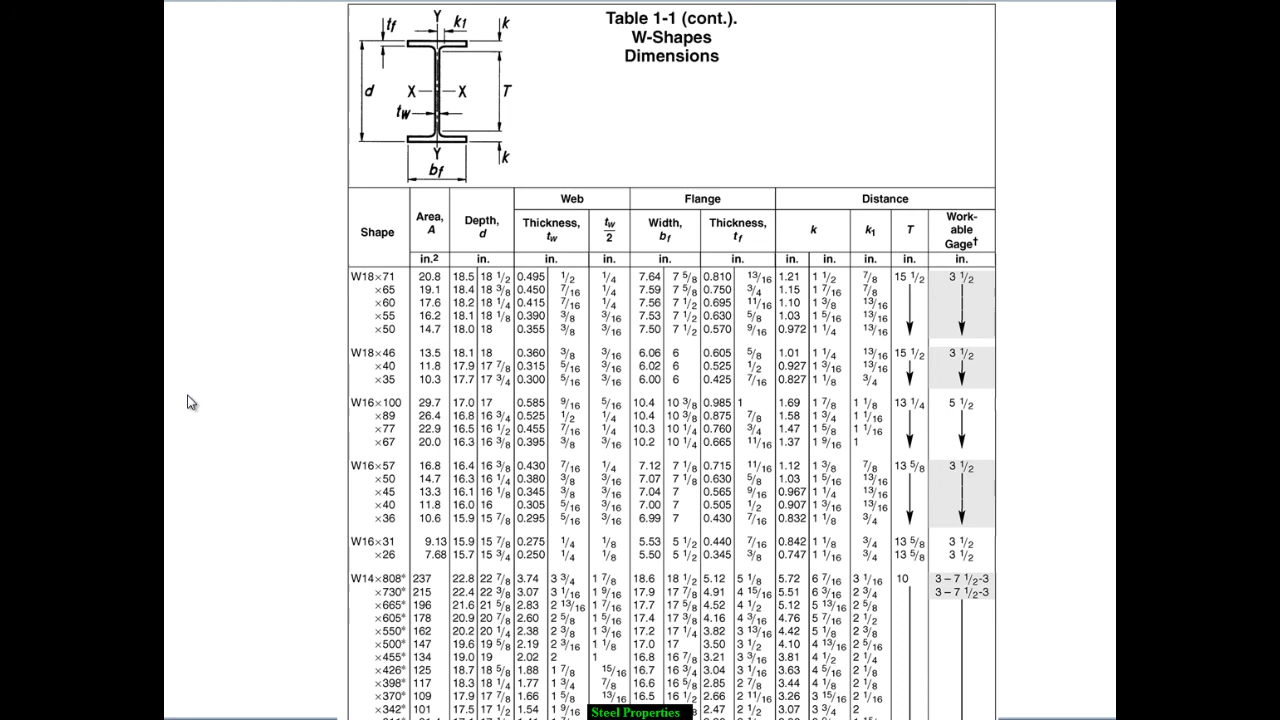 Table 1-1 (cont.).
W-Shapes
Dimensions
Y
tf
k1
k
d
X
X
T
tw
Y
k
bf
Web Flange Distance
Shape Area, A Depth, d Thickness, tw tw/2 Width, bf Thickness, tf k k1 T Work-able Gage†
in.2 in. in. in. in. in. in. in. in. in. in.
W18×71 20.8 18.5 18 1/2 0.495 1/2 1/4 7.64 7 5/8 0.810 13/16 1.21 1 1/2 7/8 15 1/2 3 1/2
×65 19.1 18.4 18 3/8 0.450 7/16 1/4 7.59 7 5/8 0.750 3/4 1.15 1 7/16 7/8
×60 17.6 18.2 18 1/4 0.415 7/16 1/4 7.56 7 1/2 0.695 11/16 1.10 1 3/8 13/16
×55 16.2 18.1 18 1/8 0.390 3/8 3/16 7.53 7 1/2 0.630 5/8 1.03 1 5/16 13/16
×50 14.7 18.0 18 0.355 3/8 3/16 7.50 7 1/2 0.570 9/16 0.972 1 1/4 13/16
W18×46 13.5 18.1 18 0.360 3/8 3/16 6.06 6 0.605 5/8 1.01 1 1/4 13/16 15 1/2 3 1/2
×40 11.8 17.9 17 7/8 0.315 5/16 3/16 6.02 6 0.525 1/2 0.927 1 3/16 13/16
×35 10.3 17.7 17 3/4 0.300 5/16 3/16 6.00 6 0.425 7/16 0.827 1 1/8 3/4
W16×100 29.7 17.0 17 0.585 9/16 5/16 10.4 10 3/8 0.985 1 1.69 1 7/8 1 1/8 13 1/4 5 1/2
×89 26.4 16.8 16 3/4 0.525 1/2 1/4 10.4 10 3/8 0.875 7/8 1.58 1 3/4 1 1/16
×77 22.9 16.5 16 1/2 0.455 7/16 1/4 10.3 10 1/4 0.760 3/4 1.47 1 5/8 1 1/16
×67 20.0 16.3 16 3/8 0.395 3/8 3/16 10.2 10 1/4 0.665 11/16 1.37 1 9/16 1
W16×57 16.8 16.4 16 3/8 0.430 7/16 1/4 7.12 7 1/8 0.715 11/16 1.12 1 3/8 7/8 13 5/8 3 1/2
×50 14.7 16.3 16 1/4 0.380 3/8 3/16 7.07 7 1/8 0.630 5/8 1.03 1 5/16 13/16
×45 13.3 16.1 16 1/8 0.345 3/8 3/16 7.04 7 0.565 9/16 0.967 1 1/4 13/16
×40 11.8 16.0 16 0.305 5/16 3/16 7.00 7 0.505 1/2 0.907 1 3/16 13/16
×36 10.6 15.9 15 7/8 0.295 5/16 3/16 6.99 7 0.430 7/16 0.832 1 1/8 3/4
W16×31 9.13 15.9 15 7/8 0.275 1/4 1/8 5.53 5 1/2 0.440 7/16 0.842 1 1/8 3/4 13 5/8 3 1/2
×26 7.68 15.7 15 3/4 0.250 1/4 1/8 5.50 5 1/2 0.345 3/8 0.747 1 1/16 3/4 13 5/8 3 1/2
W14×808* 237 22.8 22 7/8 3.74 3 3/4 1 7/8 18.6 18 1/2 5.12 5 1/8 5.72 6 7/16 3 1/16 10 3–7 1/2-3
×730* 215 22.4 22 3/8 3.07 3 1/16 1 9/16 17.9 17 7/8 4.91 4 15/16 5.51 6 3/16 2 3/4 3–7 1/2-3
×665* 196 21.6 21 5/8 2.83 2 13/16 1 7/16 17.7 17 5/8 4.52 4 1/2 5.12 5 13/16 2 5/8
×605* 178 20.9 20 7/8 2.60 2 5/8 1 5/16 17.4 17 3/8 4.16 4 3/16 4.76 5 7/16 2 1/2
×550* 162 20.2 20 1/4 2.38 2 3/8 1 3/16 17.2 17 1/4 3.82 3 13/16 4.42 5 1/8 2 3/8
×500* 147 19.6 19 5/8 2.19 2 3/16 1 1/8 17.0 17 3.50 3 1/2 4.10 4 13/16 2 5/16
×455* 134 19.0 19 2.02 2 1 16.8 16 7/8 3.21 3 3/16 3.81 4 1/2 2 1/4
×426* 125 18.7 18 5/8 1.88 1 7/8 15/16 16.7 16 3/4 3.04 3 1/16 3.63 4 5/16 2 1/8
×398* 117 18.3 18 1/4 1.77 1 3/4 7/8 16.6 16 5/8 2.85 2 7/8 3.44 4 1/8 2 1/8
×370* 109 17.9 17 7/8 1.66 1 5/8 13/16 16.5 16 1/2 2.66 2 11/16 3.26 3 15/16 2 1/8
×342* 101 17.5 17 1/2 1.54 1 9/16 2.47 2 1/2 3.07 3 3/4 2
Steel Properties